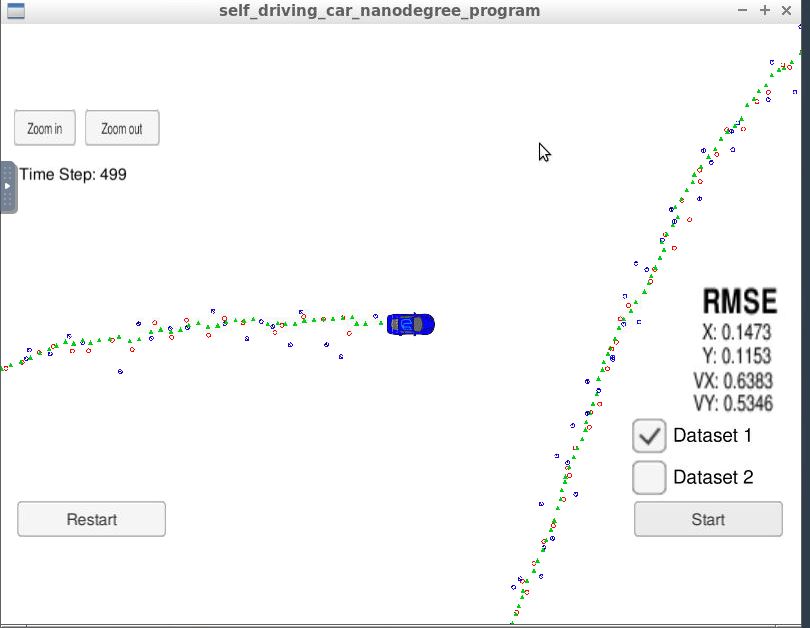 self_driving_car_nanodegree_program
Zoom in
Zoom out
Time Step: 499
RMSE
X: 0.1473
Y: 0.1153
VX: 0.6383
VY: 0.5346
Dataset 1
Dataset 2
Restart
Start